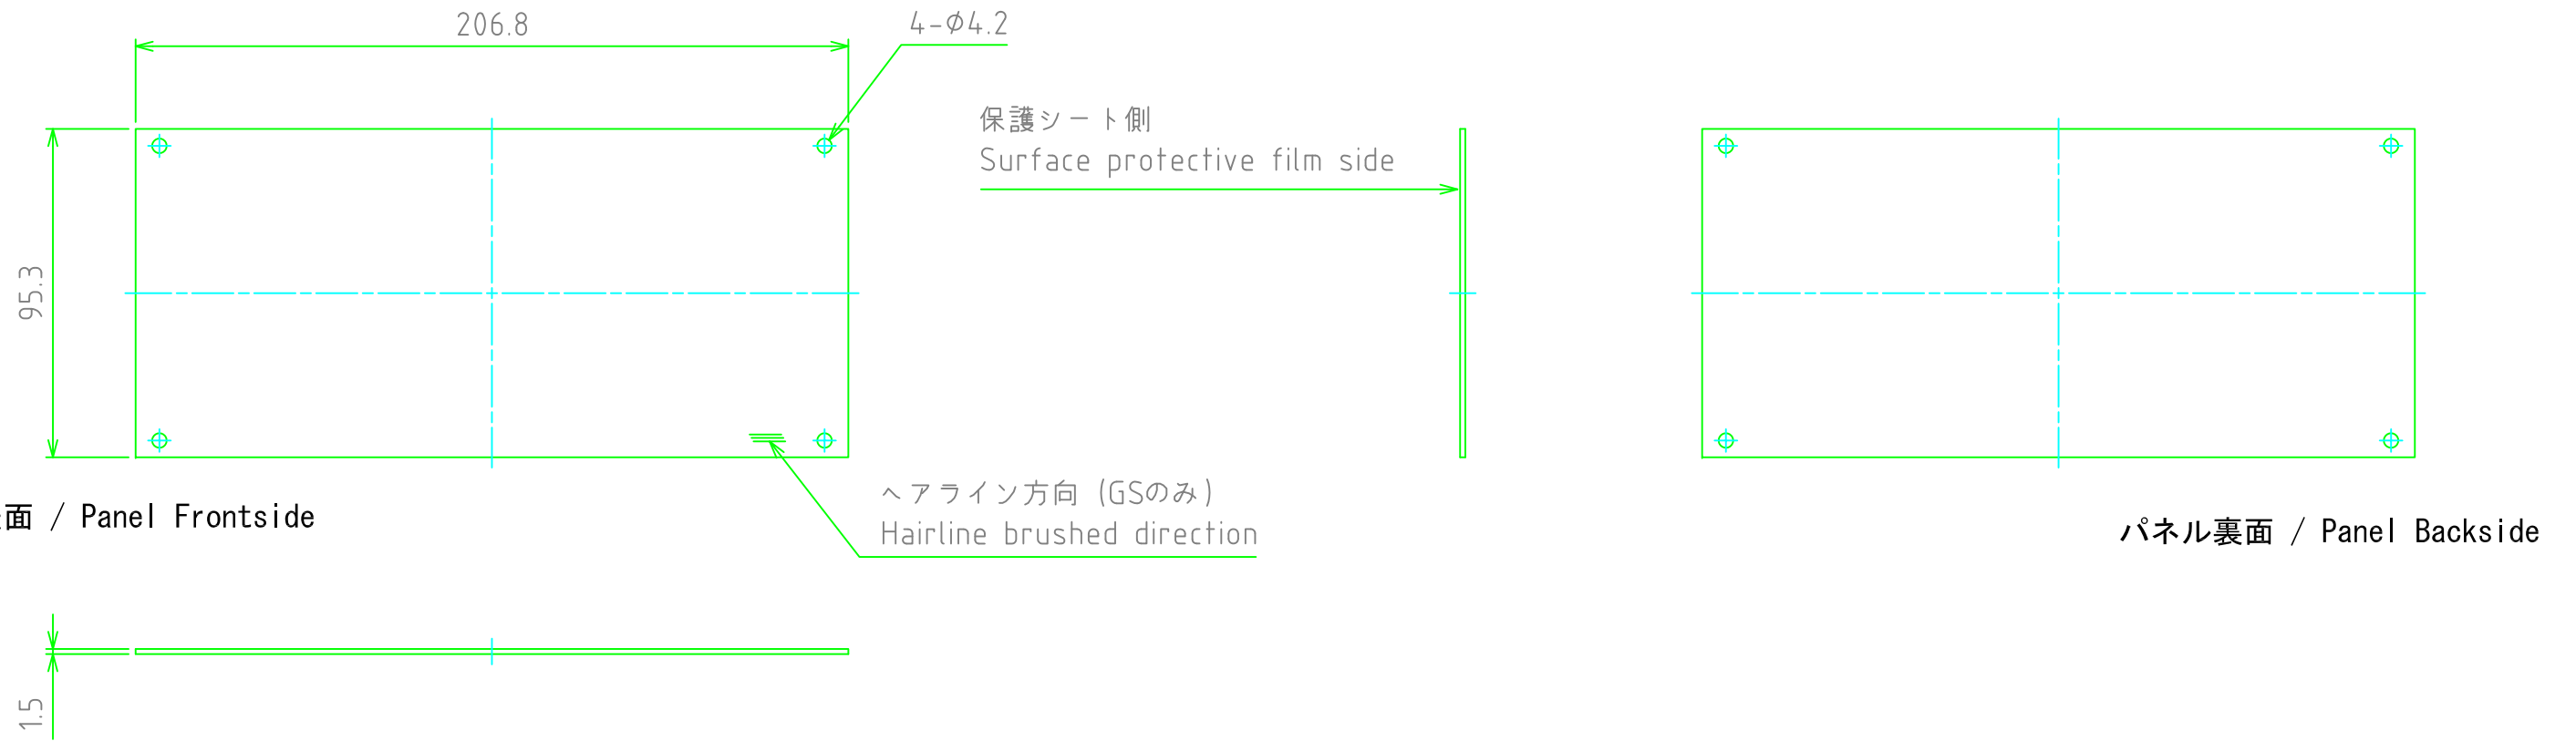 206.8
4-Φ4.2
保護シート側
Surface protective film side
95.3
ヘアライン方向 (GSのみ)
Hairline brushed direction
面 / Panel Frontside
パネル裏面 / Panel Backside
1.5